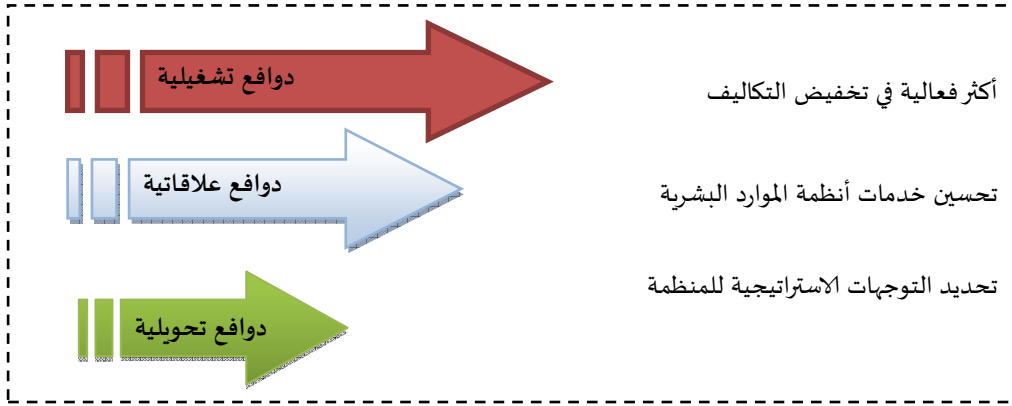 أكثر فعالية في تخفيض التكاليف
دوافع تشغيلية
تحسين خدمات أنظمة الموارد البشرية
دوافع علاقاتية
تحديد التوجهات الاستراتيجية للمنظمة
دوافع تحويلية